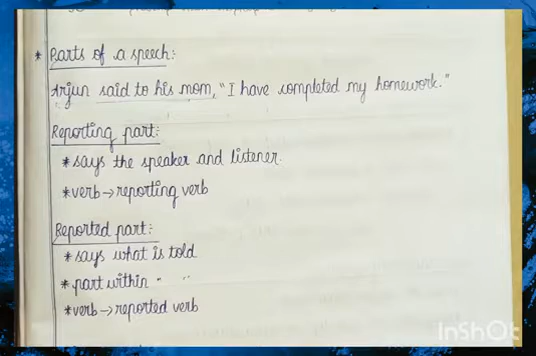 * Parts of a speech:
Arjun said to his mom, "I have completed my homework."
Reporting part:
* says the speaker and listener.
* verb → reporting verb
Reported part:
* says what is told
* part within " "
* verb → reported verb
InShOt